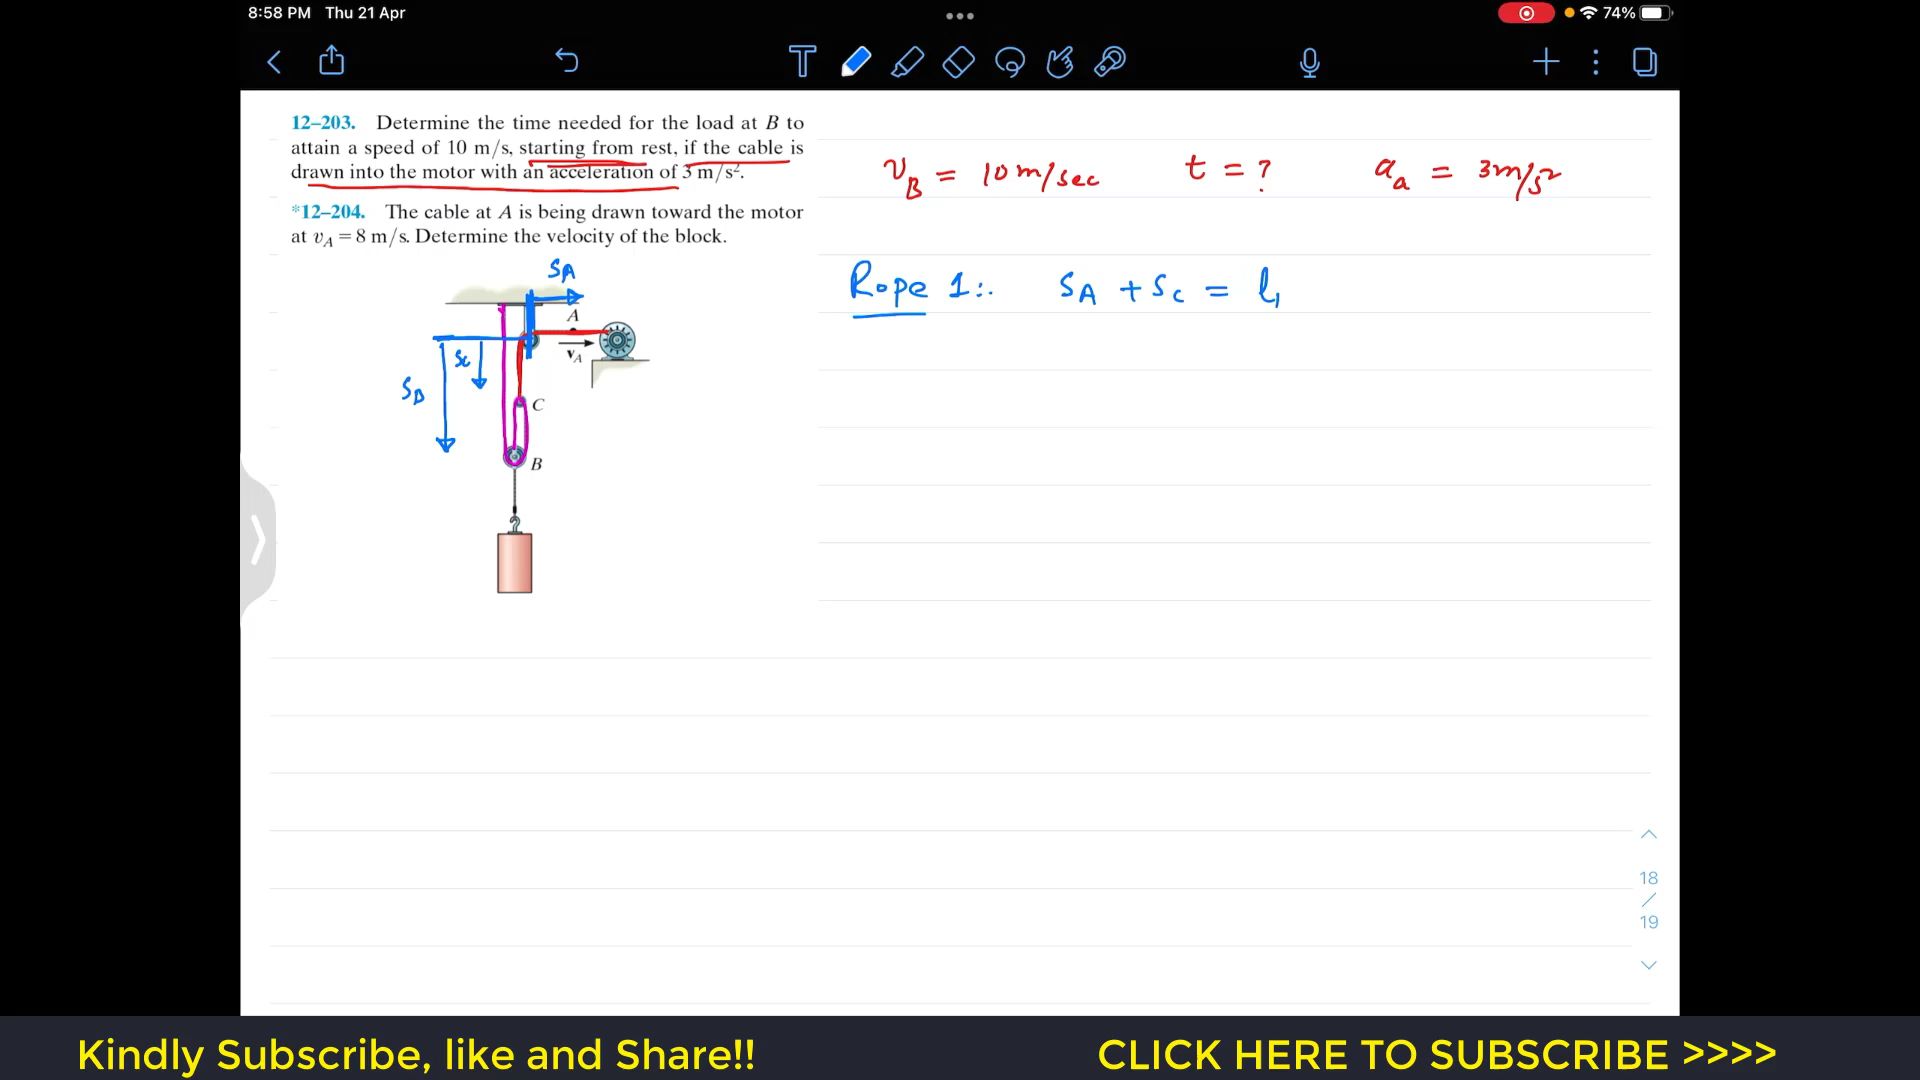 8:58 PM Thu 21 Apr
74%
12–203. Determine the time needed for the load at B to
attain a speed of 10 m/s, starting from rest, if the cable is
drawn into the motor with an acceleration of 3 m/s².
*12–204. The cable at A is being drawn toward the motor
at vA = 8 m/s. Determine the velocity of the block.
vB = 10 m/sec t = ? aa = 3m/s²
Rope 1:. SA + Sc = l1
SA
A
vA
Sc
SB
C
B
18
/
19
Kindly Subscribe, like and Share!!
CLICK HERE TO SUBSCRIBE >>>>